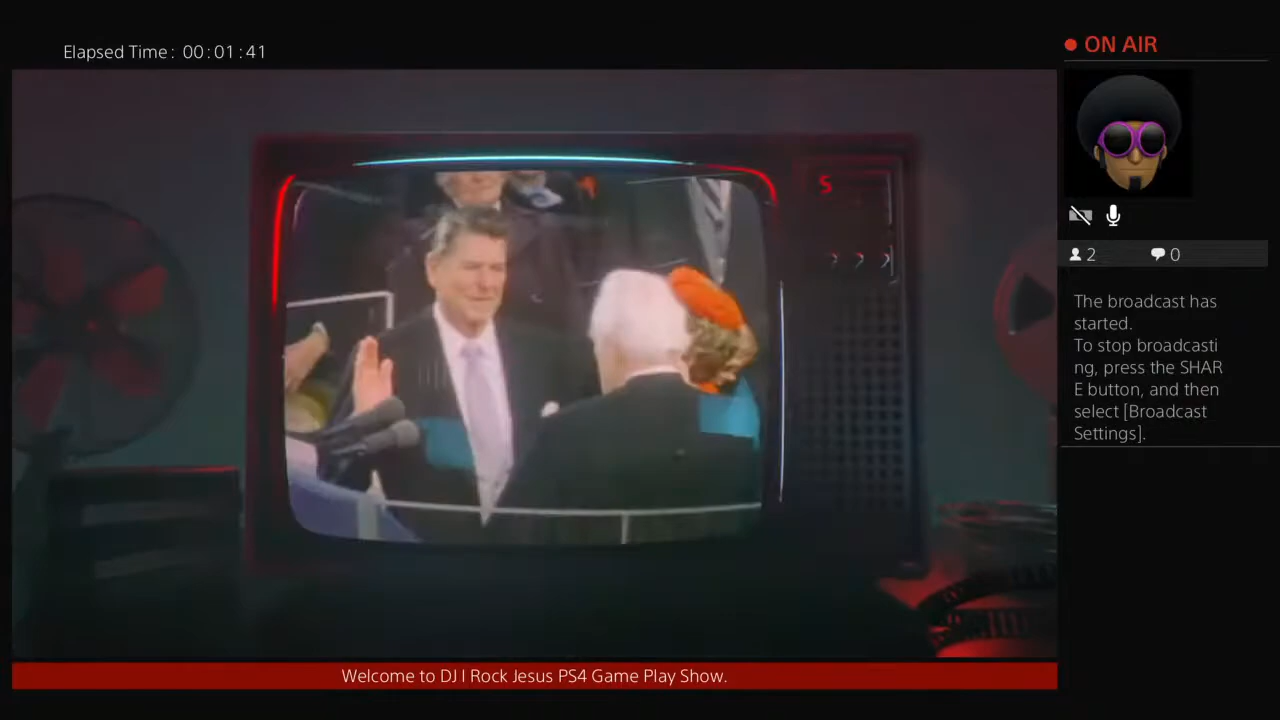 Elapsed Time: 00:01:41
ON AIR
2 0
The broadcast has
started.
To stop broadcasti
ng, press the SHAR
E button, and then
select [Broadcast
Settings].
Welcome to DJ I Rock Jesus PS4 Game Play Show.